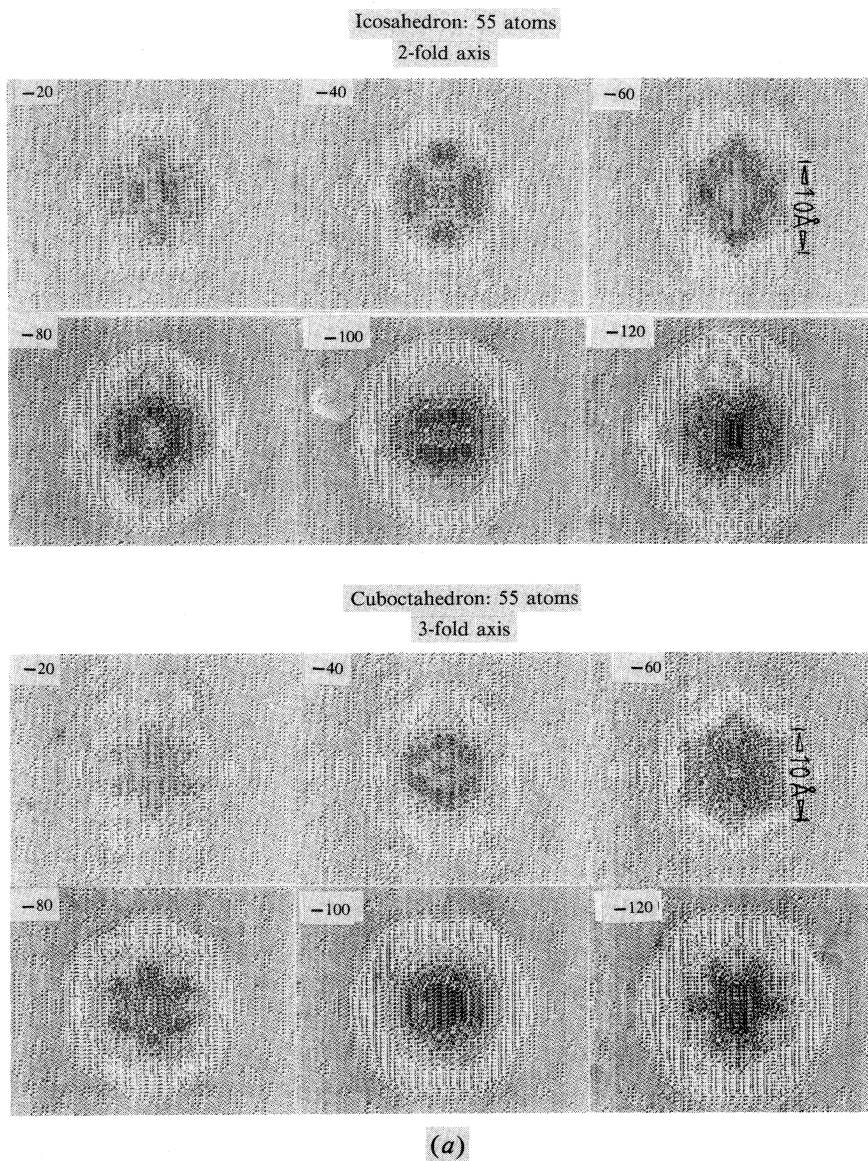 Icosahedron: 55 atoms
2-fold axis
−20 −40 −60
10Å
−80 −100 −120
Cuboctahedron: 55 atoms
3-fold axis
−20 −40 −60
10Å
−80 −100 −120
(a)